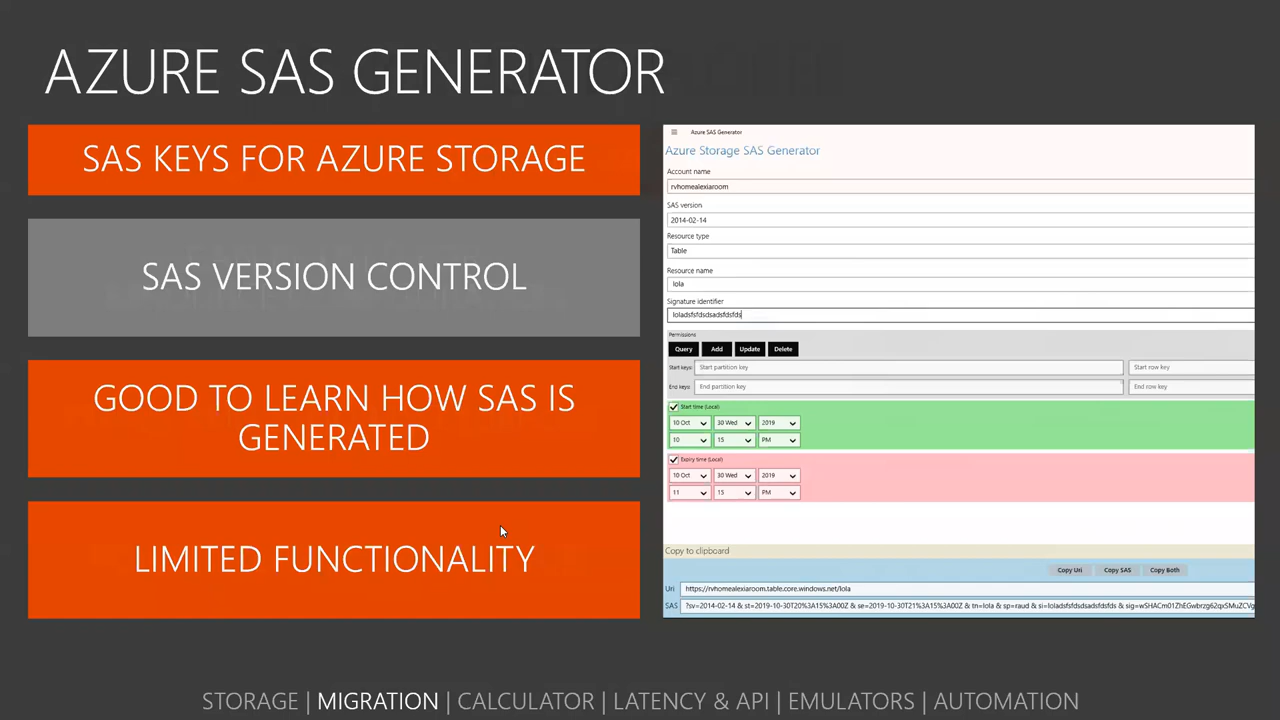 AZURE SAS GENERATOR
SAS KEYS FOR AZURE STORAGE
SAS VERSION CONTROL
GOOD TO LEARN HOW SAS IS
GENERATED
LIMITED FUNCTIONALITY
Azure SAS Generator
Azure Storage SAS Generator
Account name
rvhomealexiaroom
SAS version
2014-02-14
Resource type
Table
Resource name
lola
Signature identifier
loladsfsfdsdsadsfdsfds
Permissions
Query Add Update Delete
Start keys: Start partition key Start row key
End keys: End partition key End row key
Start time (Local)
10 Oct 30 Wed 2019
10 15 PM
Expiry time (Local)
10 Oct 30 Wed 2019
11 15 PM
Copy to clipboard
Copy Uri Copy SAS Copy Both
Uri https://rvhomealexiaroom.table.core.windows.net/lola
SAS ?sv=2014-02-14 & st=2019-10-30T20%3A15%3A00Z & se=2019-10-30T21%3A15%3A00Z & tn=lola & sp=raud & si=loladsfsfdsdsadsfdsfds & sig=wSHACm01ZhEGwbrzg62qxSMuZCVg
STORAGE | MIGRATION | CALCULATOR | LATENCY & API | EMULATORS | AUTOMATION